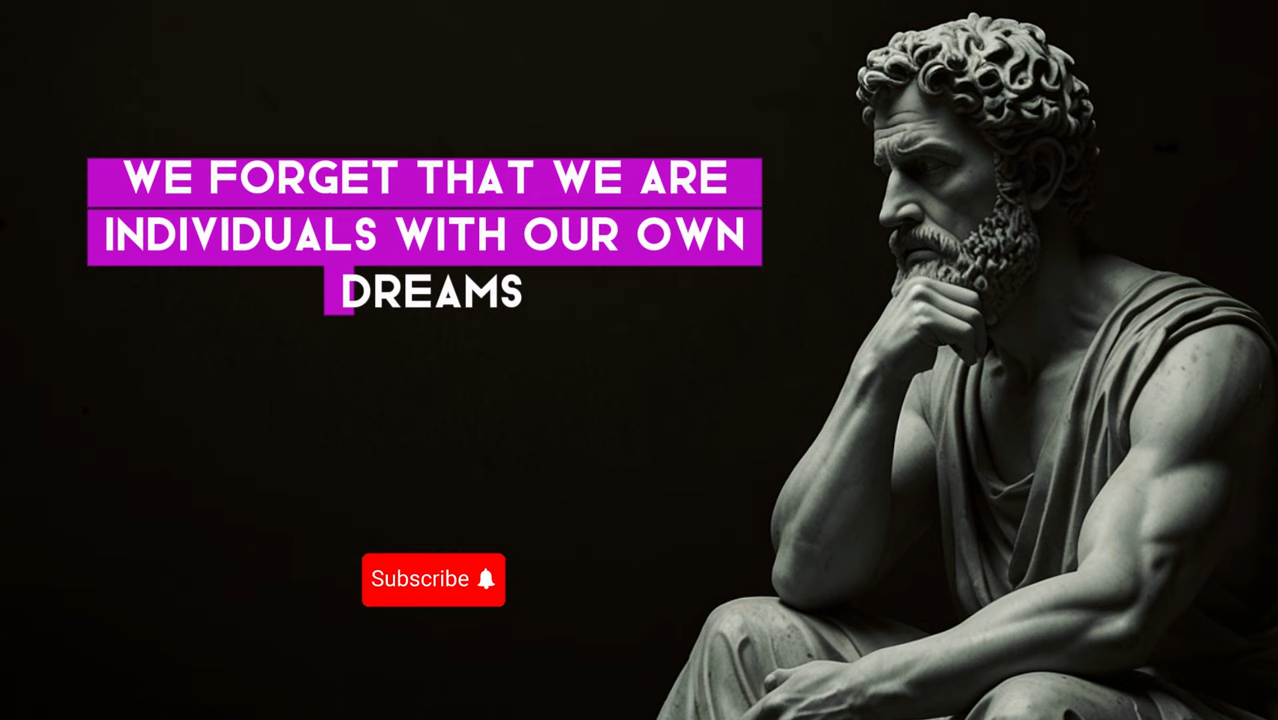 WE FORGET THAT WE ARE
INDIVIDUALS WITH OUR OWN
DREAMS
Subscribe